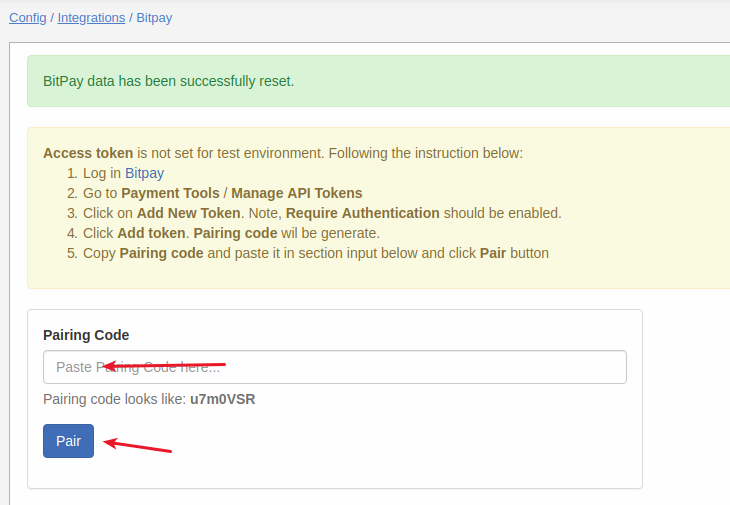 Config / Integrations / Bitpay
BitPay data has been successfully reset.
Access token is not set for test environment. Following the instruction below:
1. Log in Bitpay
2. Go to Payment Tools / Manage API Tokens
3. Click on Add New Token. Note, Require Authentication should be enabled.
4. Click Add token. Pairing code wil be generate.
5. Copy Pairing code and paste it in section input below and click Pair button
Pairing Code
Paste Pairing Code here...
Pairing code looks like: u7m0VSR
Pair